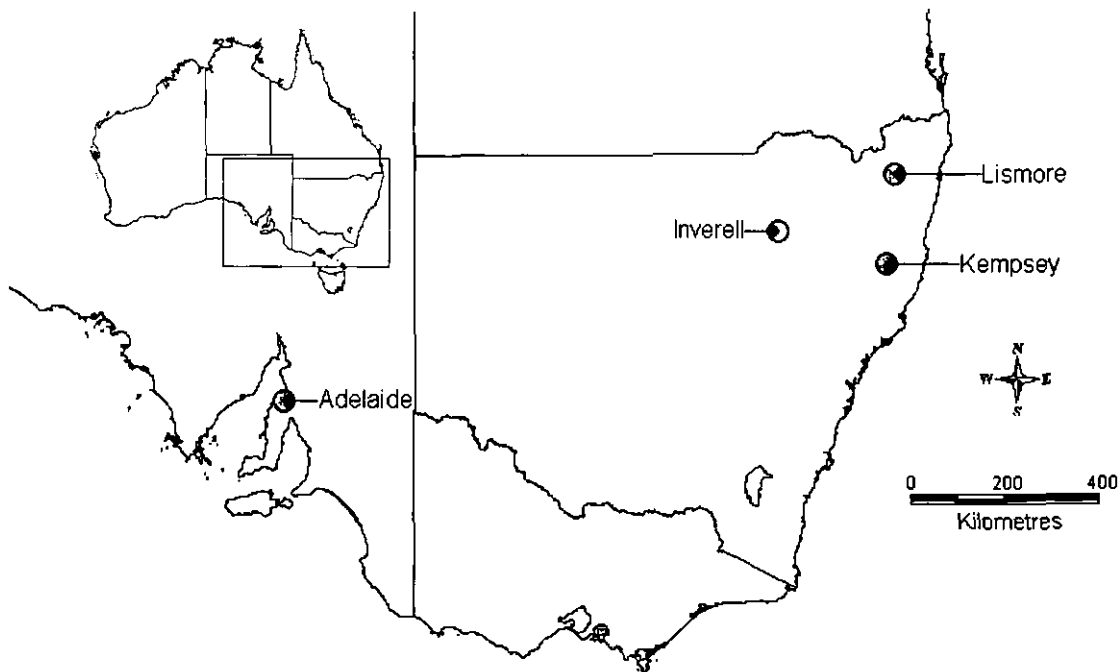 Lismore
Inverell
Kempsey
N
W E
S
Adelaide
0 200 400
Kilometres